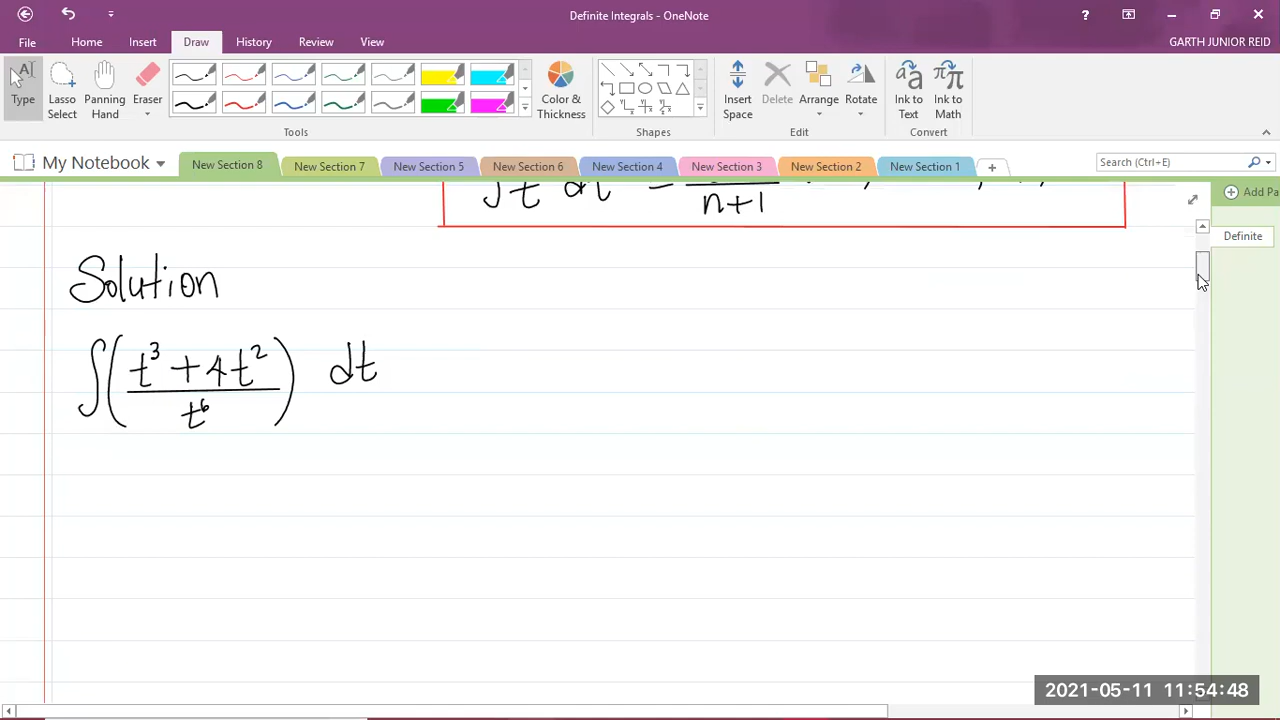 Definite Integrals - OneNote
File Home Insert Draw History Review View GARTH JUNIOR REID
Type Lasso Select Panning Hand Eraser Color & Thickness Insert Space Delete Arrange Rotate Ink to Text Ink to Math
Tools Shapes Edit Convert
My Notebook New Section 8 New Section 7 New Section 5 New Section 6 New Section 4 New Section 3 New Section 2 New Section 1 Search (Ctrl+E)
Add Pa
Definite
∫t dt = 
n+1
Solution
∫(t³ + 4t² / t⁶) dt
2021-05-11 11:54:48